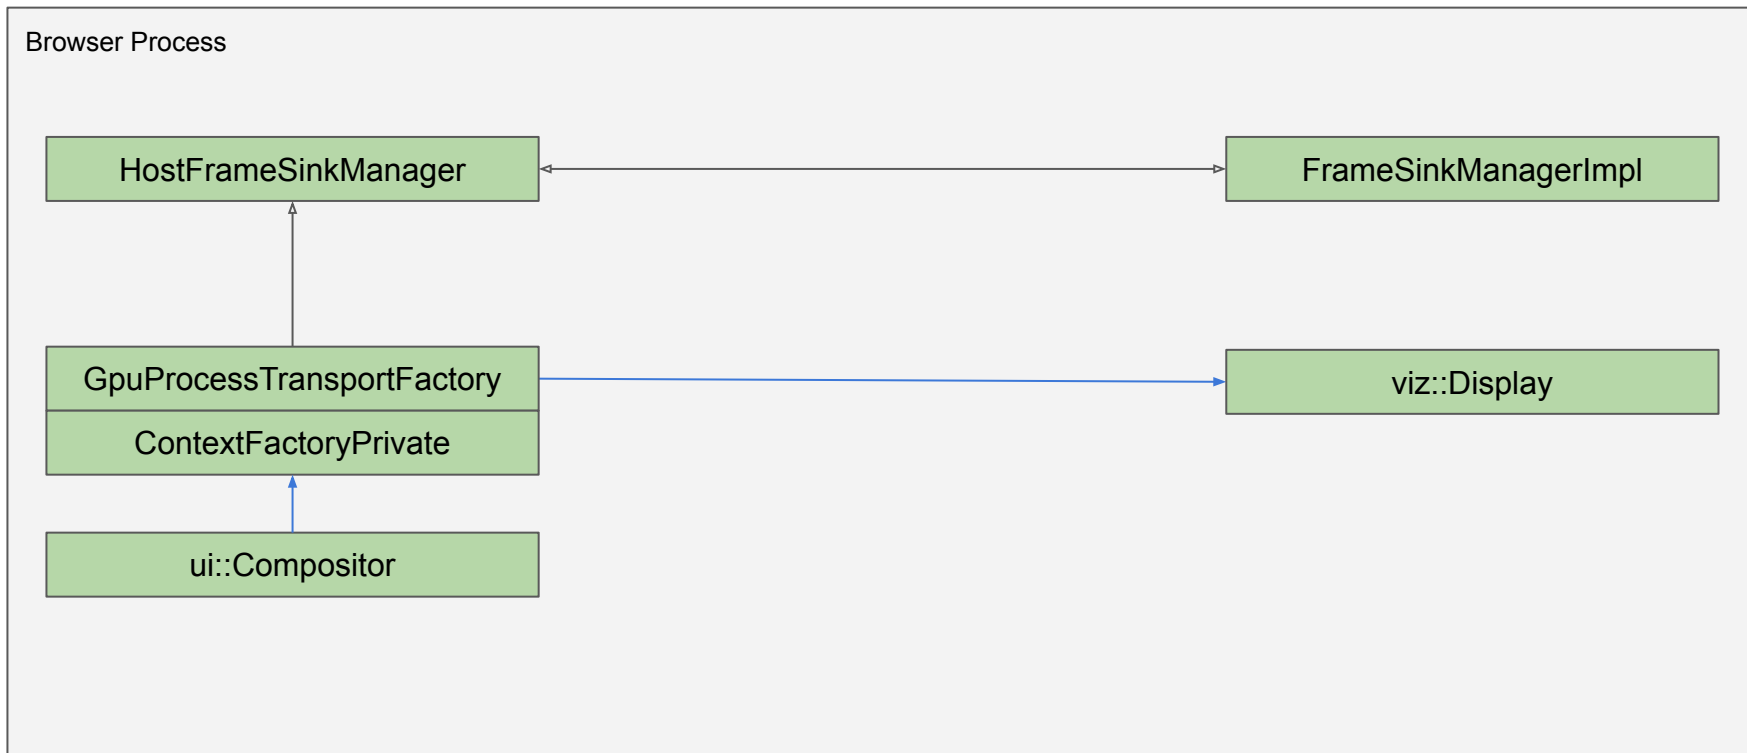 Browser Process
HostFrameSinkManager
FrameSinkManagerImpl
GpuProcessTransportFactory
viz::Display
ContextFactoryPrivate
ui::Compositor